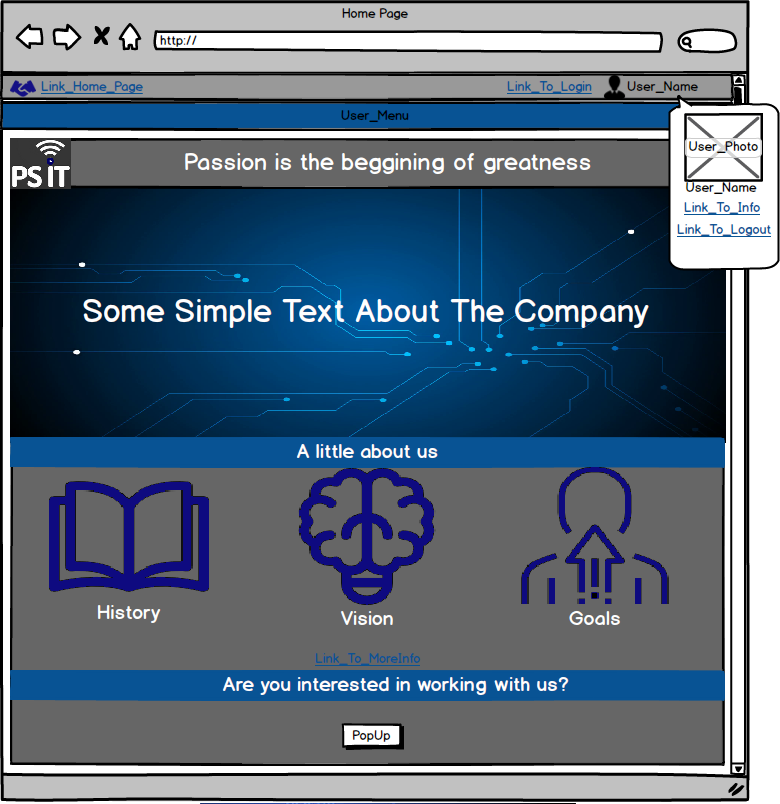 Home Page
http://
Link_Home_Page
Link_To_Login
User_Name
User_Menu
User_Photo
User_Name
Link_To_Info
Link_To_Logout
PSiT
Passion is the beggining of greatness
Some Simple Text About The Company
A little about us
History
Vision
Goals
Link_To_MoreInfo
Are you interested in working with us?
PopUp